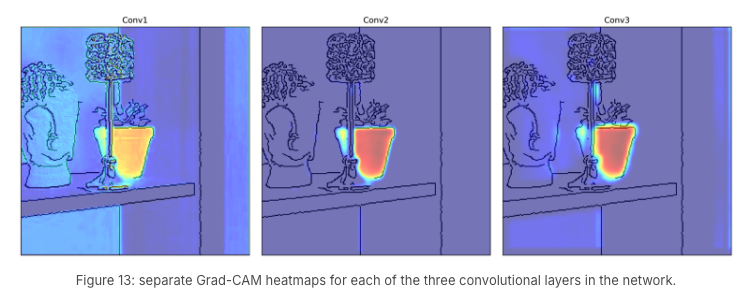 Conv1 Conv2 Conv3
Figure 13: separate Grad-CAM heatmaps for each of the three convolutional layers in the network.